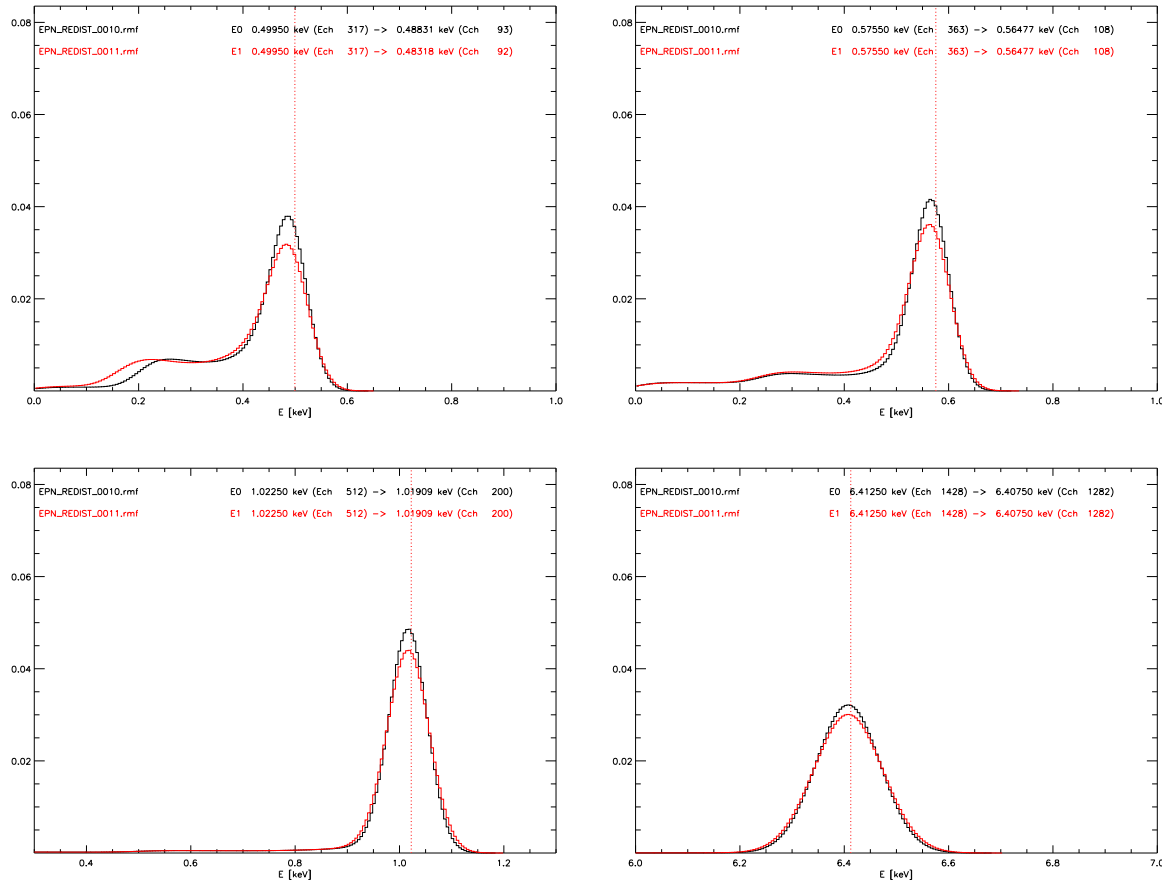 EPN_REDIST_0010.rmf E0 0.49950 keV (Ech 317) -> 0.48831 keV (Cch 93)
EPN_REDIST_0011.rmf E1 0.49950 keV (Ech 317) -> 0.48318 keV (Cch 92)
0.08
0.06
0.04
0.02
0.0 0.2 0.4 0.6 0.8 1.0
E [keV]
EPN_REDIST_0010.rmf E0 0.57550 keV (Ech 363) -> 0.56477 keV (Cch 108)
EPN_REDIST_0011.rmf E1 0.57550 keV (Ech 363) -> 0.56477 keV (Cch 108)
0.08
0.06
0.04
0.02
0.0 0.2 0.4 0.6 0.8 1.0
E [keV]
EPN_REDIST_0010.rmf E0 1.02250 keV (Ech 512) -> 1.01909 keV (Cch 200)
EPN_REDIST_0011.rmf E1 1.02250 keV (Ech 512) -> 1.01909 keV (Cch 200)
0.08
0.06
0.04
0.02
0.4 0.6 0.8 1.0 1.2
E [keV]
EPN_REDIST_0010.rmf E0 6.41250 keV (Ech 1428) -> 6.40750 keV (Cch 1282)
EPN_REDIST_0011.rmf E1 6.41250 keV (Ech 1428) -> 6.40750 keV (Cch 1282)
0.08
0.06
0.04
0.02
6.0 6.2 6.4 6.6 6.8 7.0
E [keV]